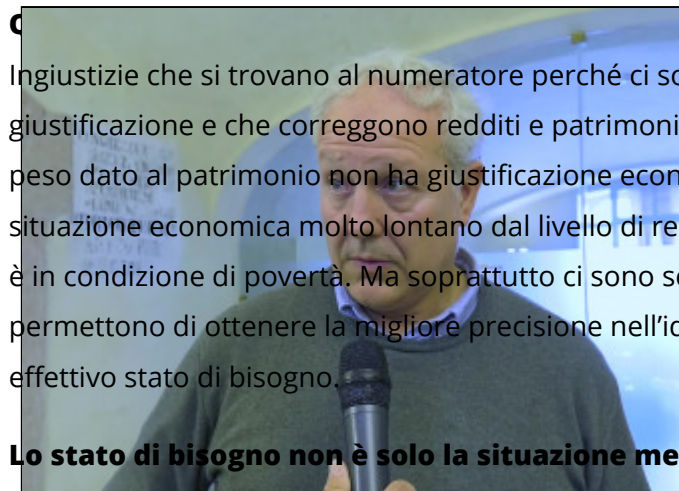 Ingiustizie che si trovano al numeratore perché ci so
giustificazione e che correggono redditi e patrimoni
peso dato al patrimonio non ha giustificazione econ
situazione economica molto lontano dal livello di re
è in condizione di povertà. Ma soprattutto ci sono
permettono di ottenere la migliore precisione
effettivo stato di bisogno.
Lo stato di bisogno non è solo la situazione me